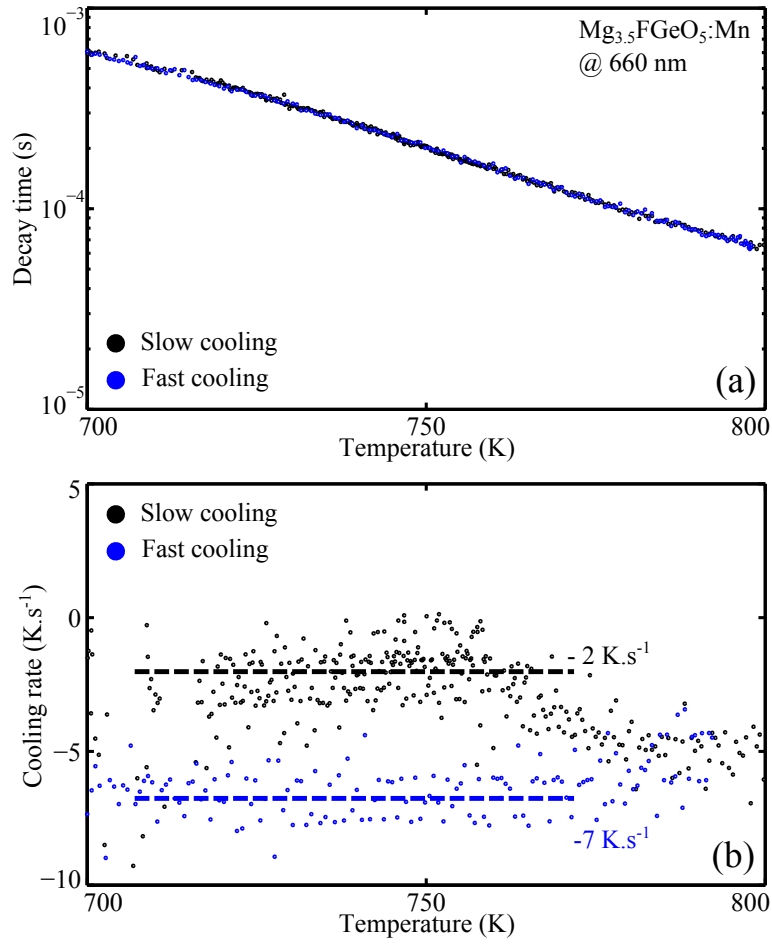 10⁻³
Mg₃.₅FGeO₅:Mn
@ 660 nm
Decay time (s)
10⁻⁴
Slow cooling
Fast cooling
(a)
10⁻⁵
700
750
800
Temperature (K)
5
Slow cooling
Fast cooling
Cooling rate (K.s⁻¹)
0
- 2 K.s⁻¹
−5
-7 K.s⁻¹
(b)
−10
700
750
800
Temperature (K)